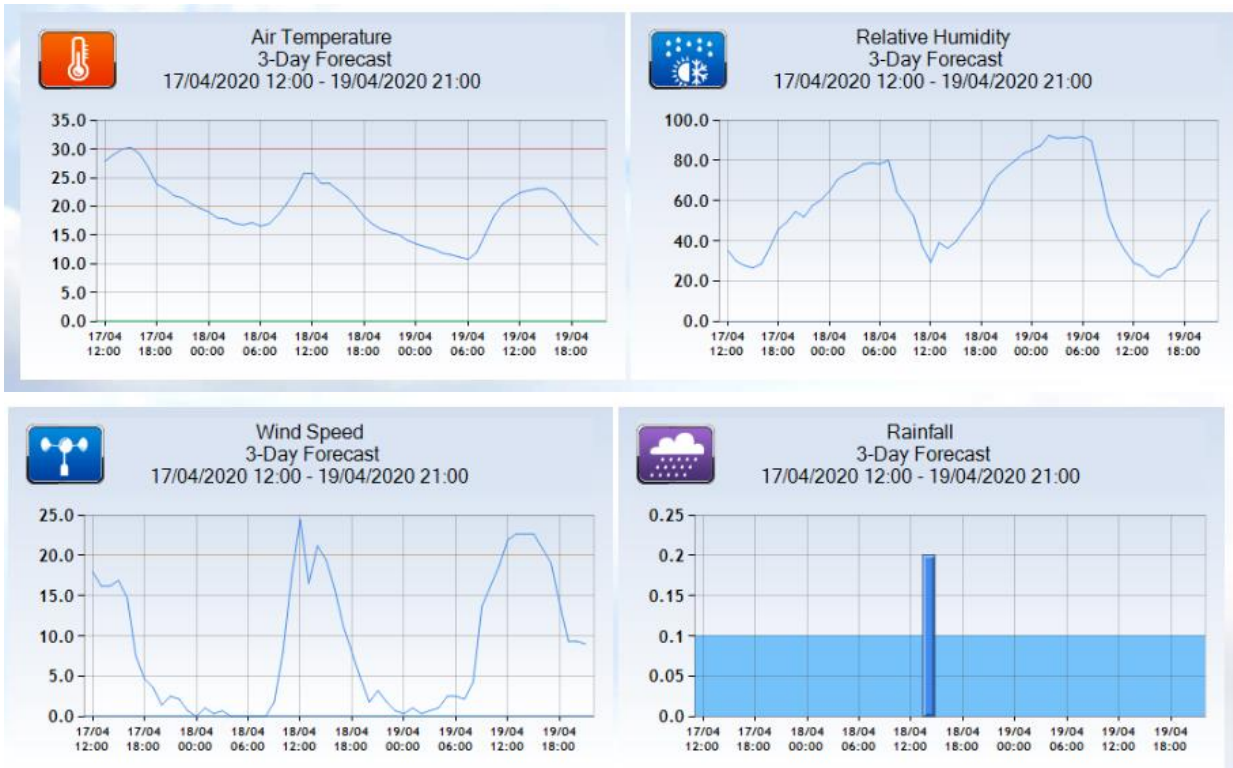 Air Temperature
3-Day Forecast
17/04/2020 12:00 - 19/04/2020 21:00
35.0
30.0
25.0
20.0
15.0
10.0
5.0
0.0
17/04 17/04 18/04 18/04 18/04 18/04 19/04 19/04 19/04 19/04
12:00 18:00 00:00 06:00 12:00 18:00 00:00 06:00 12:00 18:00
Relative Humidity
3-Day Forecast
17/04/2020 12:00 - 19/04/2020 21:00
100.0
80.0
60.0
40.0
20.0
0.0
17/04 17/04 18/04 18/04 18/04 18/04 19/04 19/04 19/04 19/04
12:00 18:00 00:00 06:00 12:00 18:00 00:00 06:00 12:00 18:00
Wind Speed
3-Day Forecast
17/04/2020 12:00 - 19/04/2020 21:00
25.0
20.0
15.0
10.0
5.0
0.0
17/04 17/04 18/04 18/04 18/04 18/04 19/04 19/04 19/04 19/04
12:00 18:00 00:00 06:00 12:00 18:00 00:00 06:00 12:00 18:00
Rainfall
3-Day Forecast
17/04/2020 12:00 - 19/04/2020 21:00
0.25
0.2
0.15
0.1
0.05
0.0
17/04 17/04 18/04 18/04 18/04 18/04 19/04 19/04 19/04 19/04
12:00 18:00 00:00 06:00 12:00 18:00 00:00 06:00 12:00 18:00